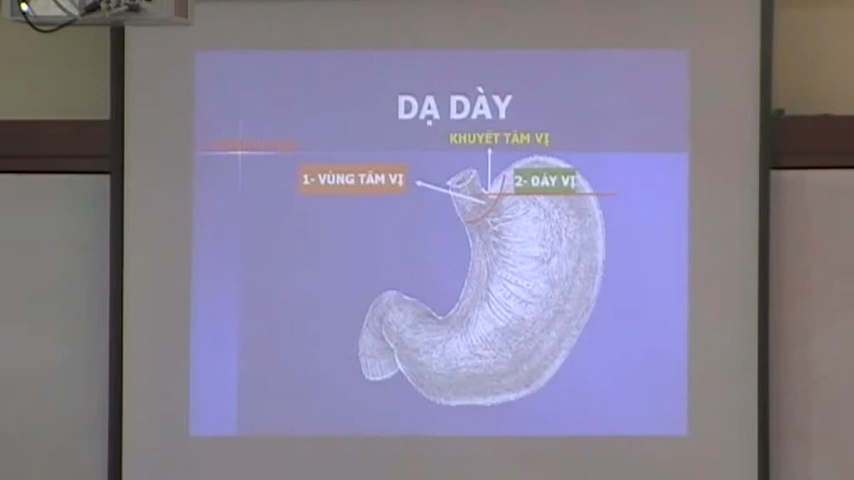 DẠ DÀY
KHUYẾT TÂM VỊ
1- VÙNG TÂM VỊ
2- ĐÁY VỊ